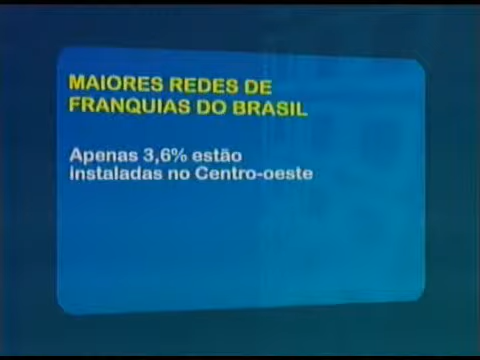 MAIORES REDES DE
FRANQUIAS DO BRASIL
Apenas 3,6% estão
instaladas no Centro-oeste